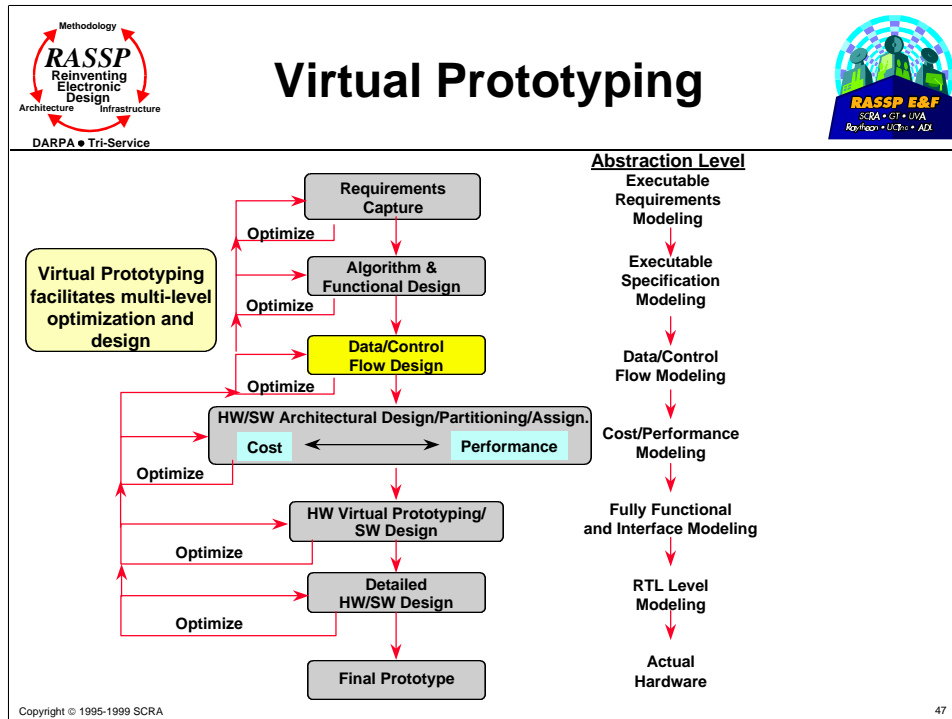 Methodology
RASSP
Reinventing
Electronic
Design
Architecture
Infrastructure
DARPA ● Tri-Service
Virtual Prototyping
RASSP E&F
SCRA • GT • UVA
Raytheon • UCinc • ADL
Abstraction Level
Requirements
Capture
Optimize
Algorithm &
Functional Design
Optimize
Data/Control
Flow Design
Optimize
HW/SW Architectural Design/Partitioning/Assign.
Cost
Performance
Optimize
HW Virtual Prototyping/
SW Design
Optimize
Detailed
HW/SW Design
Optimize
Final Prototype
Virtual Prototyping
facilitates multi-level
optimization and
design
Executable
Requirements
Modeling
Executable
Specification
Modeling
Data/Control
Flow Modeling
Cost/Performance
Modeling
Fully Functional
and Interface Modeling
RTL Level
Modeling
Actual
Hardware
Copyright © 1995-1999 SCRA
47